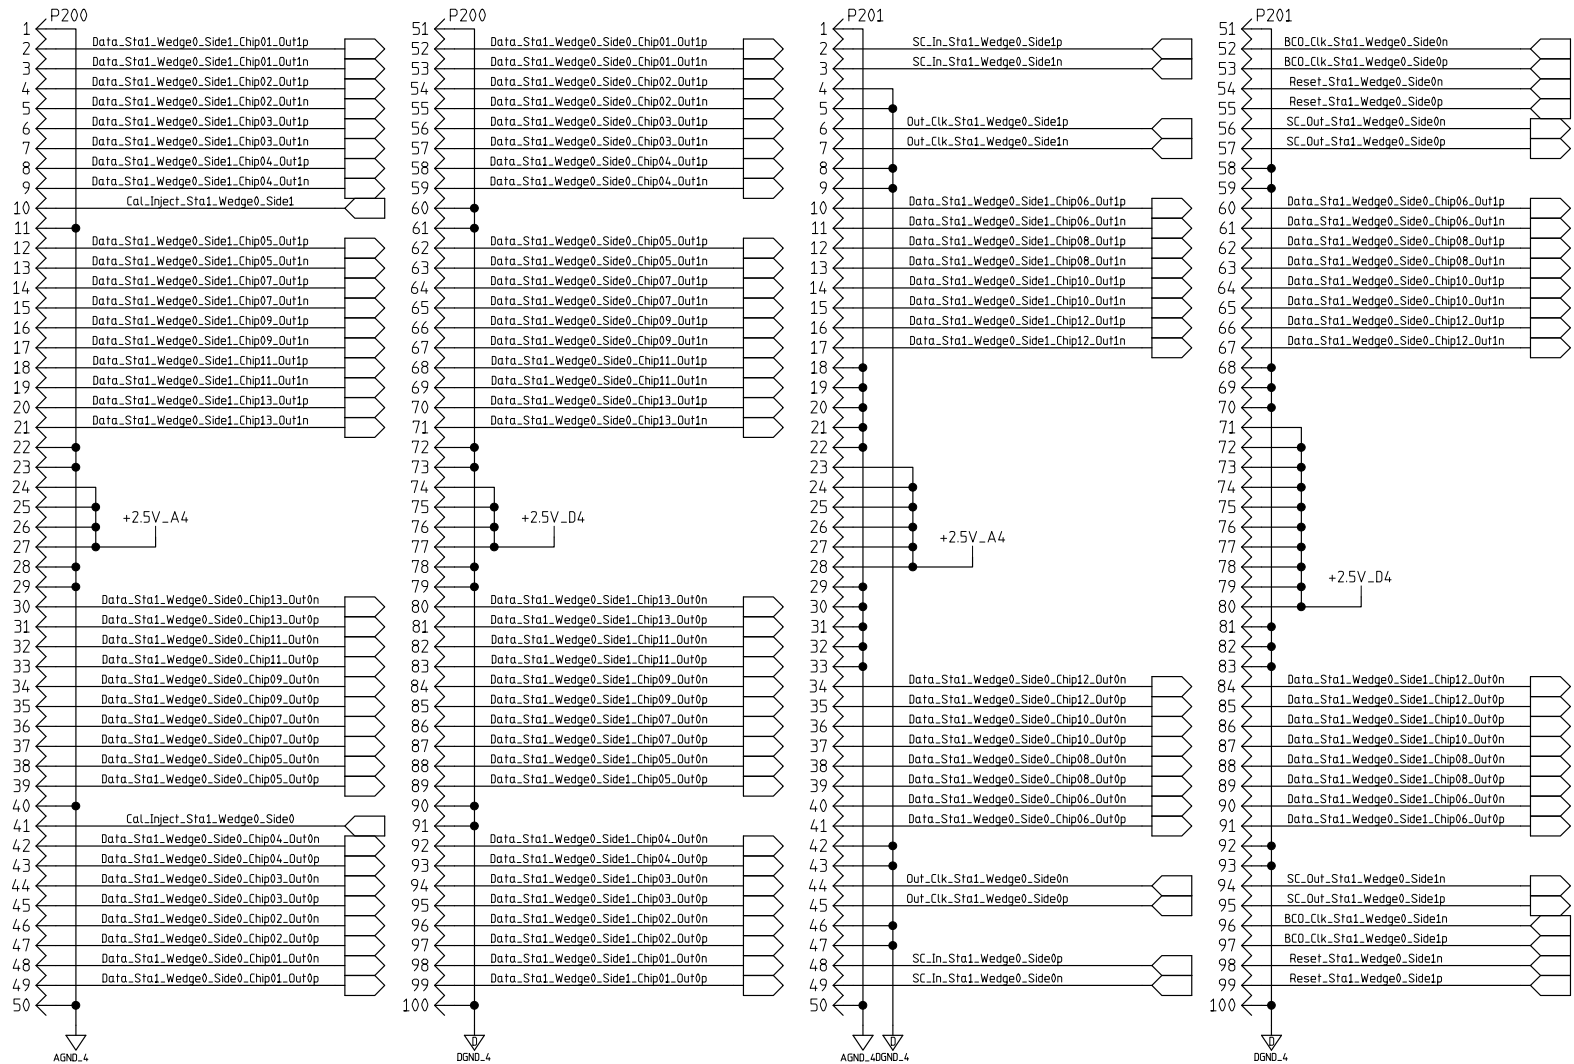 P200
1
2 Data_Sta1_Wedge0_Side1_Chip01_Out1p
3 Data_Sta1_Wedge0_Side1_Chip01_Out1n
4 Data_Sta1_Wedge0_Side1_Chip02_Out1p
5 Data_Sta1_Wedge0_Side1_Chip02_Out1n
6 Data_Sta1_Wedge0_Side1_Chip03_Out1p
7 Data_Sta1_Wedge0_Side1_Chip03_Out1n
8 Data_Sta1_Wedge0_Side1_Chip04_Out1p
9 Data_Sta1_Wedge0_Side1_Chip04_Out1n
10 Cal_Inject_Sta1_Wedge0_Side1
11
12 Data_Sta1_Wedge0_Side1_Chip05_Out1p
13 Data_Sta1_Wedge0_Side1_Chip05_Out1n
14 Data_Sta1_Wedge0_Side1_Chip07_Out1p
15 Data_Sta1_Wedge0_Side1_Chip07_Out1n
16 Data_Sta1_Wedge0_Side1_Chip09_Out1p
17 Data_Sta1_Wedge0_Side1_Chip09_Out1n
18 Data_Sta1_Wedge0_Side1_Chip11_Out1p
19 Data_Sta1_Wedge0_Side1_Chip11_Out1n
20 Data_Sta1_Wedge0_Side1_Chip13_Out1p
21 Data_Sta1_Wedge0_Side1_Chip13_Out1n
22
23
24
25
+2.5V_A4
26
27
28
29
30 Data_Sta1_Wedge0_Side0_Chip13_Out0n
31 Data_Sta1_Wedge0_Side0_Chip13_Out0p
32 Data_Sta1_Wedge0_Side0_Chip11_Out0n
33 Data_Sta1_Wedge0_Side0_Chip11_Out0p
34 Data_Sta1_Wedge0_Side0_Chip09_Out0n
35 Data_Sta1_Wedge0_Side0_Chip09_Out0p
36 Data_Sta1_Wedge0_Side0_Chip07_Out0n
37 Data_Sta1_Wedge0_Side0_Chip07_Out0p
38 Data_Sta1_Wedge0_Side0_Chip05_Out0n
39 Data_Sta1_Wedge0_Side0_Chip05_Out0p
40
41 Cal_Inject_Sta1_Wedge0_Side0
42 Data_Sta1_Wedge0_Side0_Chip04_Out0n
43 Data_Sta1_Wedge0_Side0_Chip04_Out0p
44 Data_Sta1_Wedge0_Side0_Chip03_Out0n
45 Data_Sta1_Wedge0_Side0_Chip03_Out0p
46 Data_Sta1_Wedge0_Side0_Chip02_Out0n
47 Data_Sta1_Wedge0_Side0_Chip02_Out0p
48 Data_Sta1_Wedge0_Side0_Chip01_Out0n
49 Data_Sta1_Wedge0_Side0_Chip01_Out0p
50
AGND_4
P200
51
52 Data_Sta1_Wedge0_Side0_Chip01_Out1p
53 Data_Sta1_Wedge0_Side0_Chip01_Out1n
54 Data_Sta1_Wedge0_Side0_Chip02_Out1p
55 Data_Sta1_Wedge0_Side0_Chip02_Out1n
56 Data_Sta1_Wedge0_Side0_Chip03_Out1p
57 Data_Sta1_Wedge0_Side0_Chip03_Out1n
58 Data_Sta1_Wedge0_Side0_Chip04_Out1p
59 Data_Sta1_Wedge0_Side0_Chip04_Out1n
60
61
62 Data_Sta1_Wedge0_Side0_Chip05_Out1p
63 Data_Sta1_Wedge0_Side0_Chip05_Out1n
64 Data_Sta1_Wedge0_Side0_Chip07_Out1p
65 Data_Sta1_Wedge0_Side0_Chip07_Out1n
66 Data_Sta1_Wedge0_Side0_Chip09_Out1p
67 Data_Sta1_Wedge0_Side0_Chip09_Out1n
68 Data_Sta1_Wedge0_Side0_Chip11_Out1p
69 Data_Sta1_Wedge0_Side0_Chip11_Out1n
70 Data_Sta1_Wedge0_Side0_Chip13_Out1p
71 Data_Sta1_Wedge0_Side0_Chip13_Out1n
72
73
74
75
+2.5V_D4
76
77
78
79
80 Data_Sta1_Wedge0_Side1_Chip13_Out0n
81 Data_Sta1_Wedge0_Side1_Chip13_Out0p
82 Data_Sta1_Wedge0_Side1_Chip11_Out0n
83 Data_Sta1_Wedge0_Side1_Chip11_Out0p
84 Data_Sta1_Wedge0_Side1_Chip09_Out0n
85 Data_Sta1_Wedge0_Side1_Chip09_Out0p
86 Data_Sta1_Wedge0_Side1_Chip07_Out0n
87 Data_Sta1_Wedge0_Side1_Chip07_Out0p
88 Data_Sta1_Wedge0_Side1_Chip05_Out0n
89 Data_Sta1_Wedge0_Side1_Chip05_Out0p
90
91
92 Data_Sta1_Wedge0_Side1_Chip04_Out0n
93 Data_Sta1_Wedge0_Side1_Chip04_Out0p
94 Data_Sta1_Wedge0_Side1_Chip03_Out0n
95 Data_Sta1_Wedge0_Side1_Chip03_Out0p
96 Data_Sta1_Wedge0_Side1_Chip02_Out0n
97 Data_Sta1_Wedge0_Side1_Chip02_Out0p
98 Data_Sta1_Wedge0_Side1_Chip01_Out0n
99 Data_Sta1_Wedge0_Side1_Chip01_Out0p
100
D
DGND_4
P201
1
2 SC_In_Sta1_Wedge0_Side1p
3 SC_In_Sta1_Wedge0_Side1n
4
5
6 Out_Clk_Sta1_Wedge0_Side1p
7 Out_Clk_Sta1_Wedge0_Side1n
8
9
10 Data_Sta1_Wedge0_Side1_Chip06_Out1p
11 Data_Sta1_Wedge0_Side1_Chip06_Out1n
12 Data_Sta1_Wedge0_Side1_Chip08_Out1p
13 Data_Sta1_Wedge0_Side1_Chip08_Out1n
14 Data_Sta1_Wedge0_Side1_Chip10_Out1p
15 Data_Sta1_Wedge0_Side1_Chip10_Out1n
16 Data_Sta1_Wedge0_Side1_Chip12_Out1p
17 Data_Sta1_Wedge0_Side1_Chip12_Out1n
18
19
20
21
22
23
24
25
26
+2.5V_A4
27
28
29
30
31
32
33
34 Data_Sta1_Wedge0_Side0_Chip12_Out0n
35 Data_Sta1_Wedge0_Side0_Chip12_Out0p
36 Data_Sta1_Wedge0_Side0_Chip10_Out0n
37 Data_Sta1_Wedge0_Side0_Chip10_Out0p
38 Data_Sta1_Wedge0_Side0_Chip08_Out0n
39 Data_Sta1_Wedge0_Side0_Chip08_Out0p
40 Data_Sta1_Wedge0_Side0_Chip06_Out0n
41 Data_Sta1_Wedge0_Side0_Chip06_Out0p
42
43
44 Out_Clk_Sta1_Wedge0_Side0n
45 Out_Clk_Sta1_Wedge0_Side0p
46
47
48 SC_In_Sta1_Wedge0_Side0p
49 SC_In_Sta1_Wedge0_Side0n
50
D
AGND_4 DGND_4
P201
51
52 BCO_Clk_Sta1_Wedge0_Side0n
53 BCO_Clk_Sta1_Wedge0_Side0p
54 Reset_Sta1_Wedge0_Side0n
55 Reset_Sta1_Wedge0_Side0p
56 SC_Out_Sta1_Wedge0_Side0n
57 SC_Out_Sta1_Wedge0_Side0p
58
59
60 Data_Sta1_Wedge0_Side0_Chip06_Out1p
61 Data_Sta1_Wedge0_Side0_Chip06_Out1n
62 Data_Sta1_Wedge0_Side0_Chip08_Out1p
63 Data_Sta1_Wedge0_Side0_Chip08_Out1n
64 Data_Sta1_Wedge0_Side0_Chip10_Out1p
65 Data_Sta1_Wedge0_Side0_Chip10_Out1n
66 Data_Sta1_Wedge0_Side0_Chip12_Out1p
67 Data_Sta1_Wedge0_Side0_Chip12_Out1n
68
69
70
71
72
73
74
75
76
77
78
+2.5V_D4
79
80
81
82
83
84 Data_Sta1_Wedge0_Side1_Chip12_Out0n
85 Data_Sta1_Wedge0_Side1_Chip12_Out0p
86 Data_Sta1_Wedge0_Side1_Chip10_Out0p
87 Data_Sta1_Wedge0_Side1_Chip10_Out0n
88 Data_Sta1_Wedge0_Side1_Chip08_Out0n
89 Data_Sta1_Wedge0_Side1_Chip08_Out0p
90 Data_Sta1_Wedge0_Side1_Chip06_Out0n
91 Data_Sta1_Wedge0_Side1_Chip06_Out0p
92
93
94 SC_Out_Sta1_Wedge0_Side1n
95 SC_Out_Sta1_Wedge0_Side1p
96 BCO_Clk_Sta1_Wedge0_Side1n
97 BCO_Clk_Sta1_Wedge0_Side1p
98 Reset_Sta1_Wedge0_Side1n
99 Reset_Sta1_Wedge0_Side1p
100
D
DGND_4